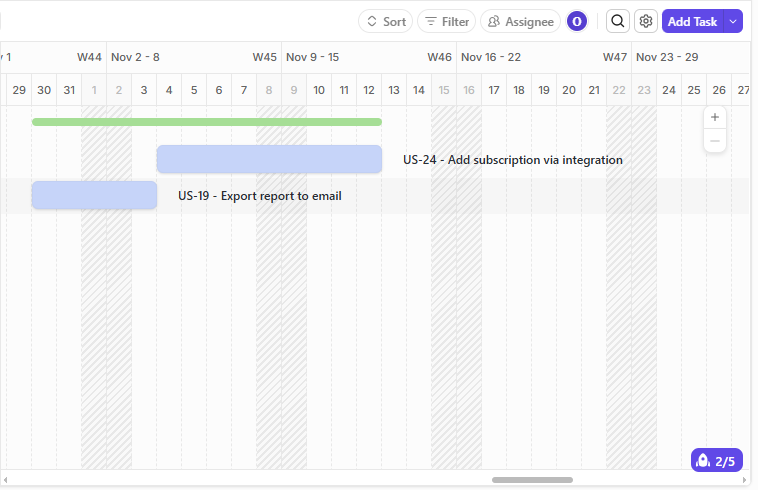 Sort Filter Assignee O Add Task
W44 Nov 2 - 8 W45 Nov 9 - 15 W46 Nov 16 - 22 W47 Nov 23 - 29
29 30 31 1 2 3 4 5 6 7 8 9 10 11 12 13 14 15 16 17 18 19 20 21 22 23 24 25 26 27
+
−
US-24 - Add subscription via integration
US-19 - Export report to email
2/5